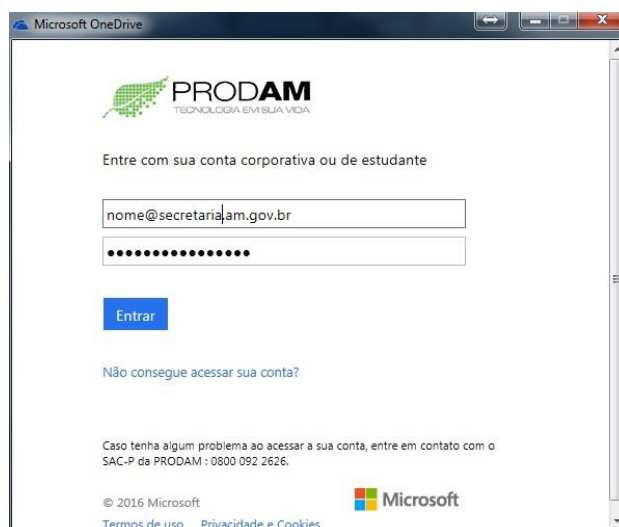 Microsoft OneDrive
PRODAM
TECNOLOGIA EM SUA VIDA
Entre com sua conta corporativa ou de estudante
nome@secretaria.am.gov.br
••••••••••••••••
Entrar
Não consegue acessar sua conta?
Caso tenha algum problema ao acessar a sua conta, entre em contato com o
SAC-P da PRODAM : 0800 092 2626.
© 2016 Microsoft
Microsoft
Termos de uso Privacidade e Cookies